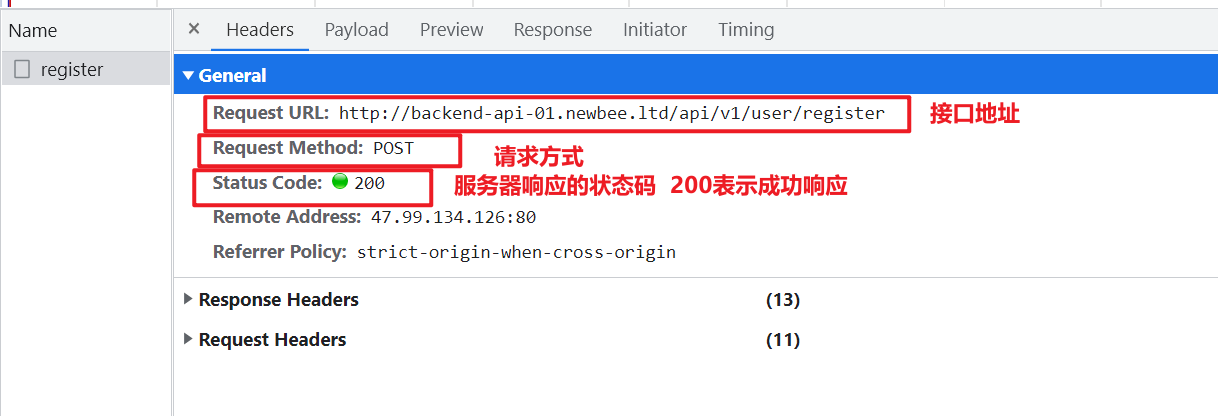 Name
Headers Payload Preview Response Initiator Timing
register
General
Request URL: http://backend-api-01.newbee.ltd/api/v1/user/register 接口地址
Request Method: POST 请求方式
Status Code: 200 服务器响应的状态码 200表示成功响应
Remote Address: 47.99.134.126:80
Referrer Policy: strict-origin-when-cross-origin
Response Headers (13)
Request Headers (11)